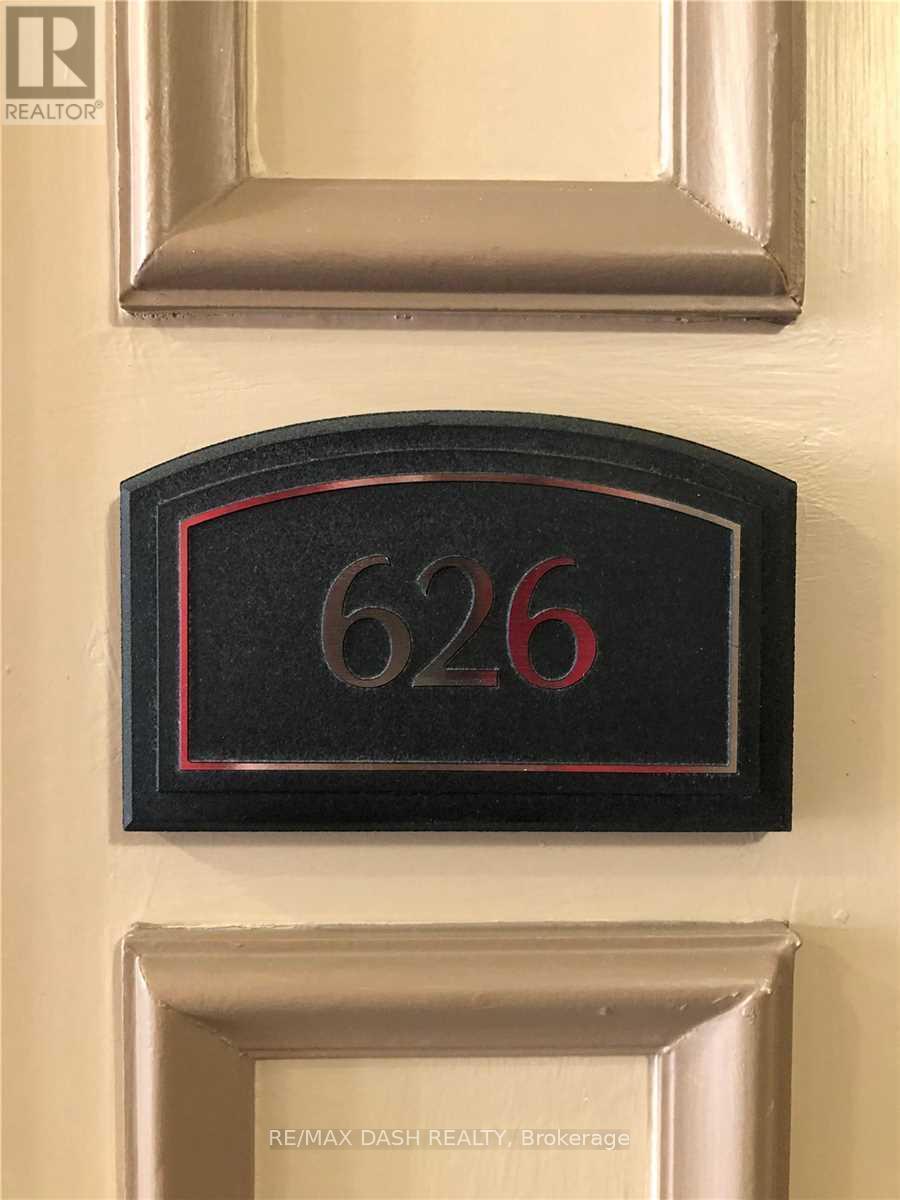 REALTOR®
626
RE/MAX DASH REALTY, Brokerage